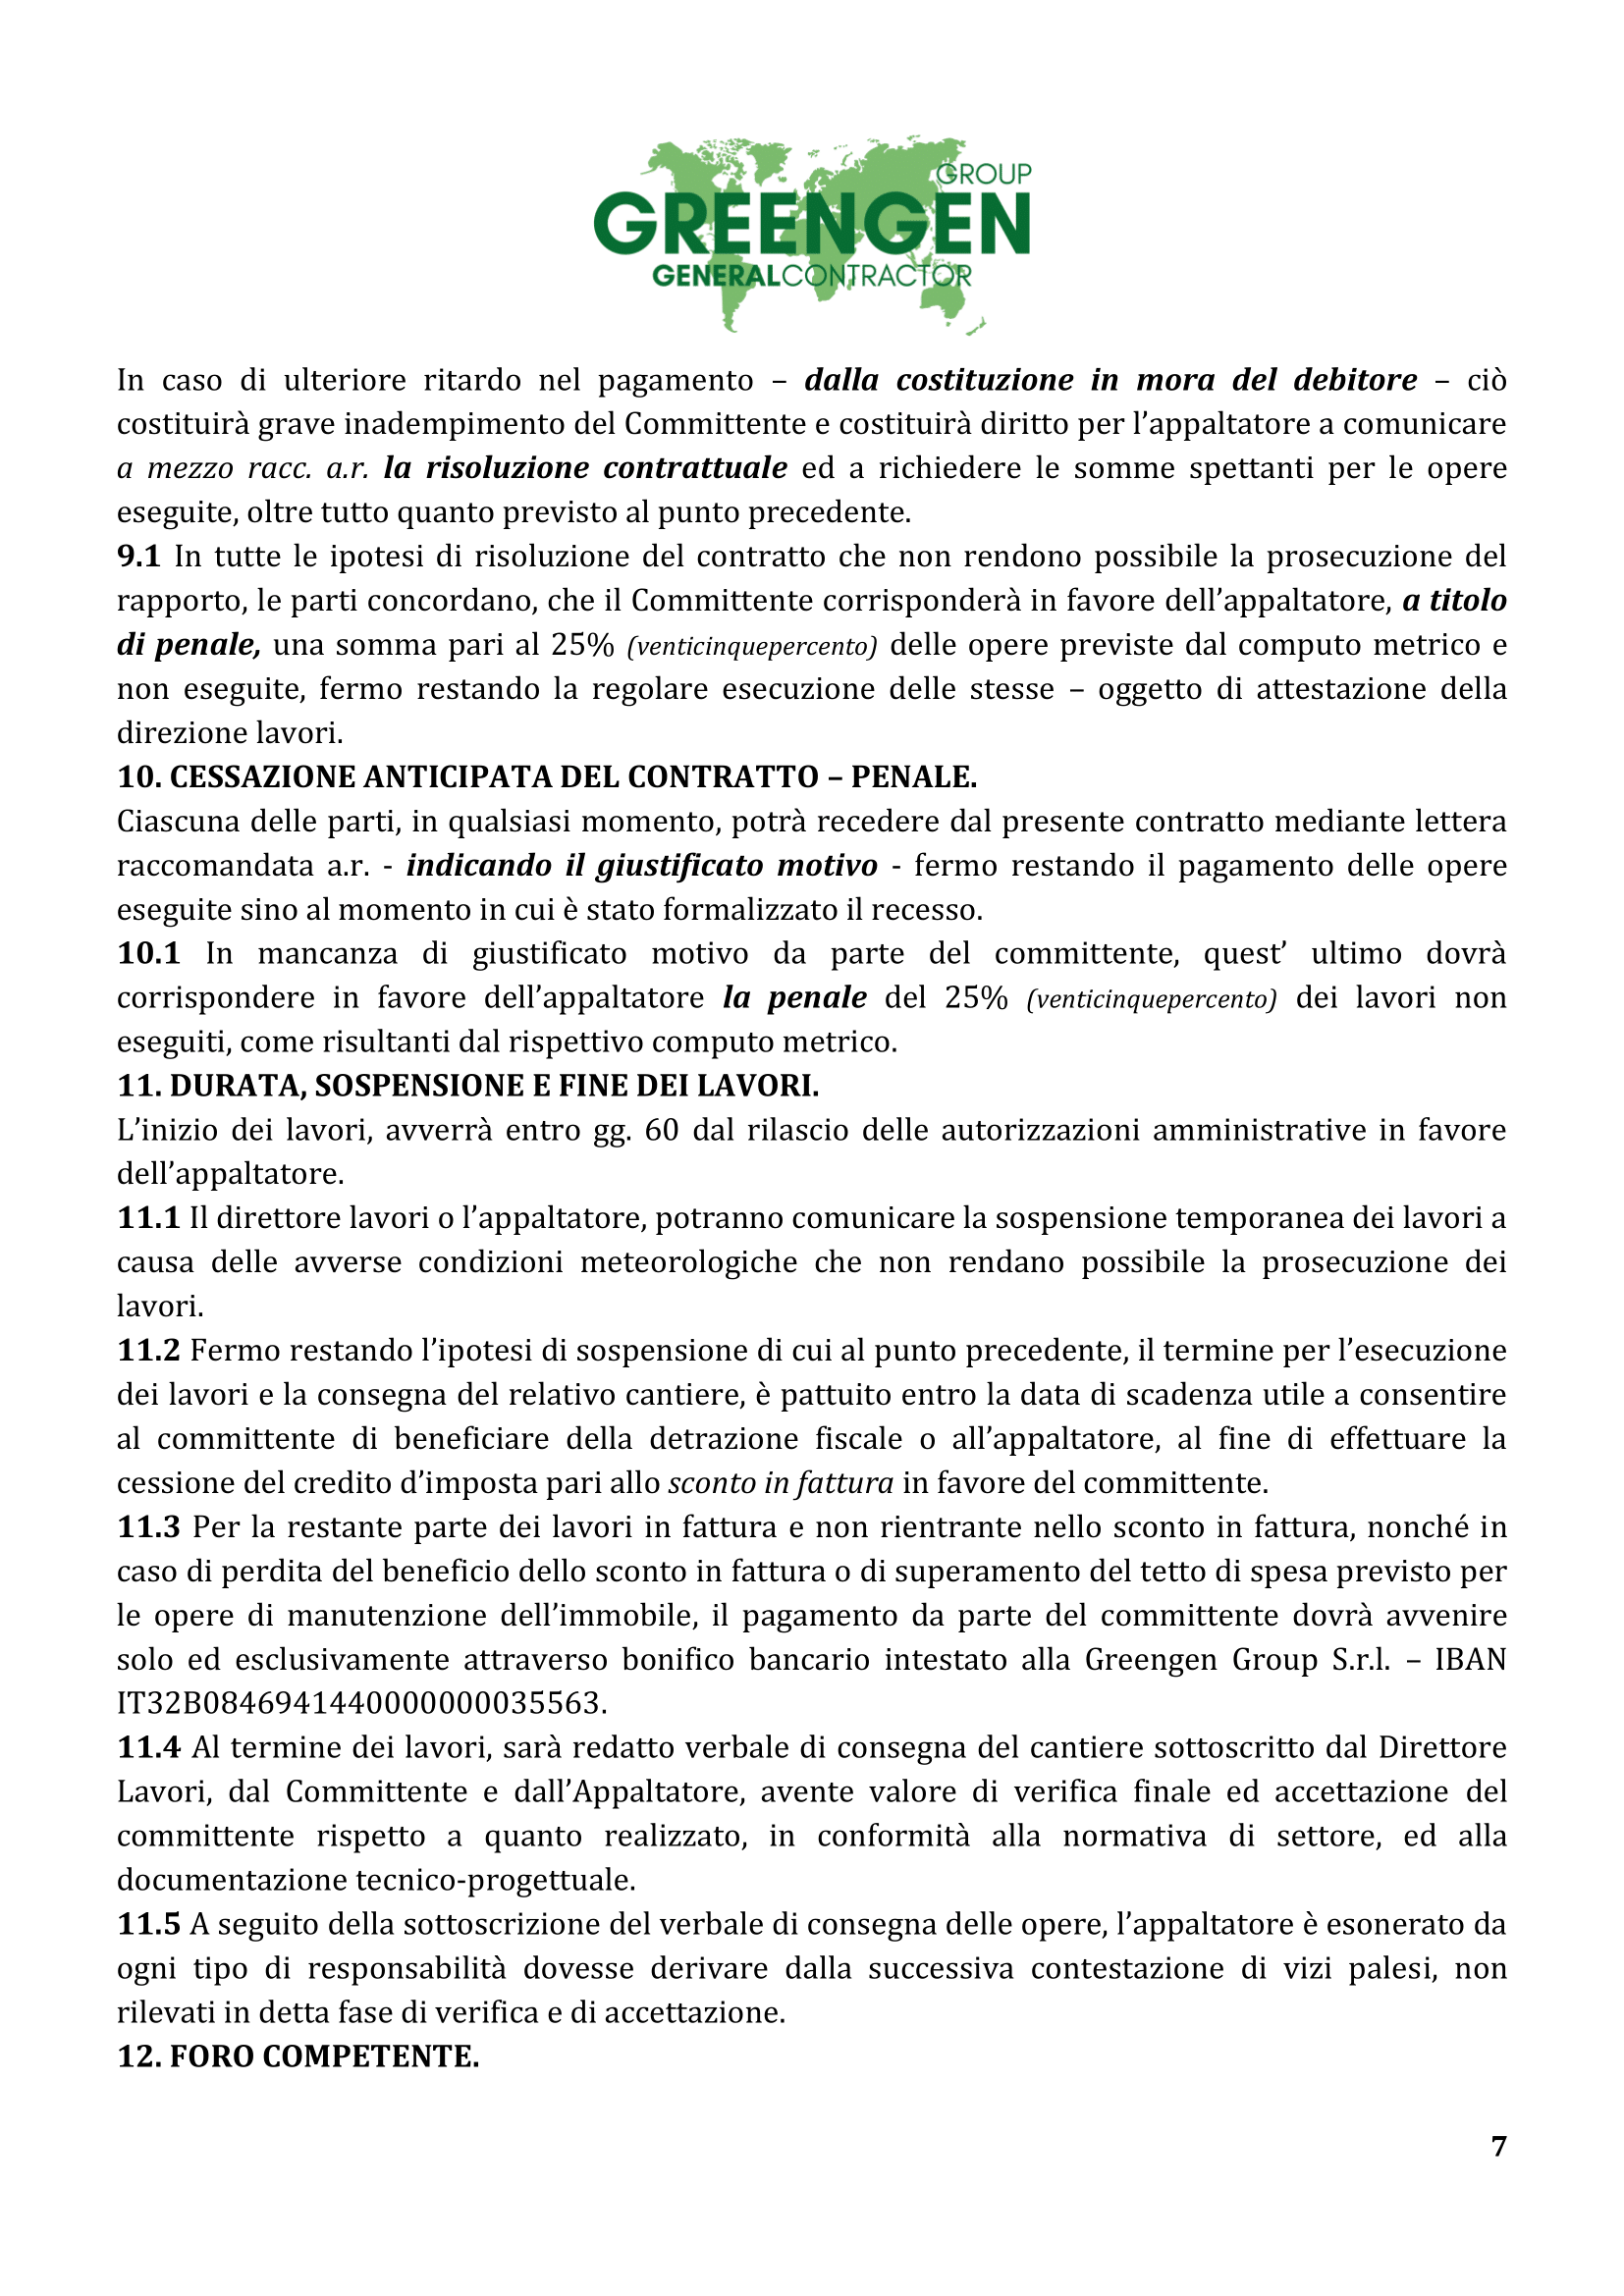 GROUP
GREENGEN
GENERALCONTRACTOR
In caso di ulteriore ritardo nel pagamento – dalla costituzione in mora del debitore – ciò
costituirà grave inadempimento del Committente e costituirà diritto per l’appaltatore a comunicare
a mezzo racc. a.r. la risoluzione contrattuale ed a richiedere le somme spettanti per le opere
eseguite, oltre tutto quanto previsto al punto precedente.
9.1 In tutte le ipotesi di risoluzione del contratto che non rendono possibile la prosecuzione del
rapporto, le parti concordano, che il Committente corrisponderà in favore dell’appaltatore, a titolo
di penale, una somma pari al 25% (venticinquepercento) delle opere previste dal computo metrico e
non eseguite, fermo restando la regolare esecuzione delle stesse – oggetto di attestazione della
direzione lavori.
10. CESSAZIONE ANTICIPATA DEL CONTRATTO – PENALE.
Ciascuna delle parti, in qualsiasi momento, potrà recedere dal presente contratto mediante lettera
raccomandata a.r. - indicando il giustificato motivo - fermo restando il pagamento delle opere
eseguite sino al momento in cui è stato formalizzato il recesso.
10.1 In mancanza di giustificato motivo da parte del committente, quest’ ultimo dovrà
corrispondere in favore dell’appaltatore la penale del 25% (venticinquepercento) dei lavori non
eseguiti, come risultanti dal rispettivo computo metrico.
11. DURATA, SOSPENSIONE E FINE DEI LAVORI.
L’inizio dei lavori, avverrà entro gg. 60 dal rilascio delle autorizzazioni amministrative in favore
dell’appaltatore.
11.1 Il direttore lavori o l’appaltatore, potranno comunicare la sospensione temporanea dei lavori a
causa delle avverse condizioni meteorologiche che non rendano possibile la prosecuzione dei
lavori.
11.2 Fermo restando l’ipotesi di sospensione di cui al punto precedente, il termine per l’esecuzione
dei lavori e la consegna del relativo cantiere, è pattuito entro la data di scadenza utile a consentire
al committente di beneficiare della detrazione fiscale o all’appaltatore, al fine di effettuare la
cessione del credito d’imposta pari allo sconto in fattura in favore del committente.
11.3 Per la restante parte dei lavori in fattura e non rientrante nello sconto in fattura, nonché in
caso di perdita del beneficio dello sconto in fattura o di superamento del tetto di spesa previsto per
le opere di manutenzione dell’immobile, il pagamento da parte del committente dovrà avvenire
solo ed esclusivamente attraverso bonifico bancario intestato alla Greengen Group S.r.l. – IBAN
IT32B0846941440000000035563.
11.4 Al termine dei lavori, sarà redatto verbale di consegna del cantiere sottoscritto dal Direttore
Lavori, dal Committente e dall’Appaltatore, avente valore di verifica finale ed accettazione del
committente rispetto a quanto realizzato, in conformità alla normativa di settore, ed alla
documentazione tecnico-progettuale.
11.5 A seguito della sottoscrizione del verbale di consegna delle opere, l’appaltatore è esonerato da
ogni tipo di responsabilità dovesse derivare dalla successiva contestazione di vizi palesi, non
rilevati in detta fase di verifica e di accettazione.
12. FORO COMPETENTE.
7